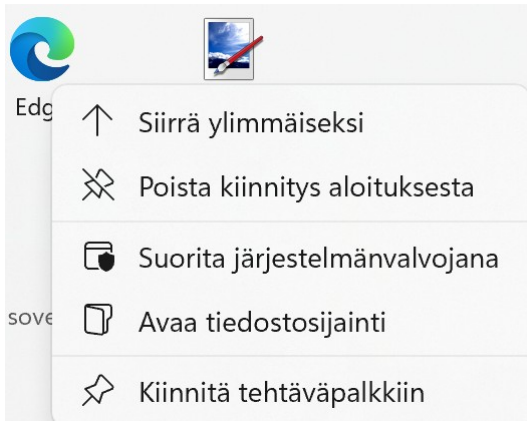 Edg
Siirrä ylimmäiseksi
Poista kiinnitys aloituksesta
Suorita järjestelmänvalvojana
sove
Avaa tiedostosijainti
Kiinnitä tehtäväpalkkiin